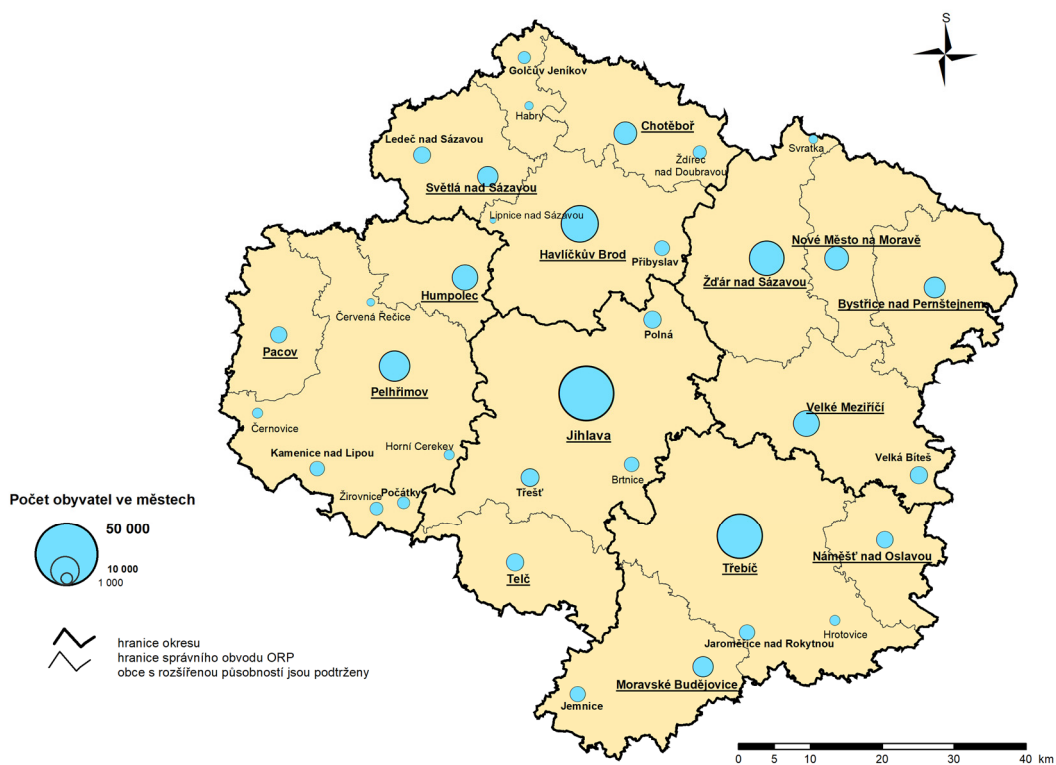 S
Golčův Jeníkov
Habry
Chotěboř
Ledeč nad Sázavou
Svratka
Ždírec
nad Doubravou
Světlá nad Sázavou
Lipnice nad Sázavou
Nové Město na Moravě
Havlíčkův Brod
Přibyslav
Žďár nad Sázavou
Humpolec
Bystřice nad Pernštejnem
Červená Řečice
Polná
Pacov
Pelhřimov
Velké Meziříčí
Černovice
Jihlava
Horní Cerekev
Kamenice nad Lipou
Velká Bíteš
Brtnice
Třešť
Žirovnice
Počátky
Počet obyvatel ve městech
50 000
10 000
1 000
Náměšť nad Oslavou
Třebíč
Telč
Hrotovice
Jaroměřice nad Rokytnou
hranice okresu
hranice správního obvodu ORP
obce s rozšířenou působností jsou podtrženy
Moravské Budějovice
Jemnice
0 5 10 20 30 40 km